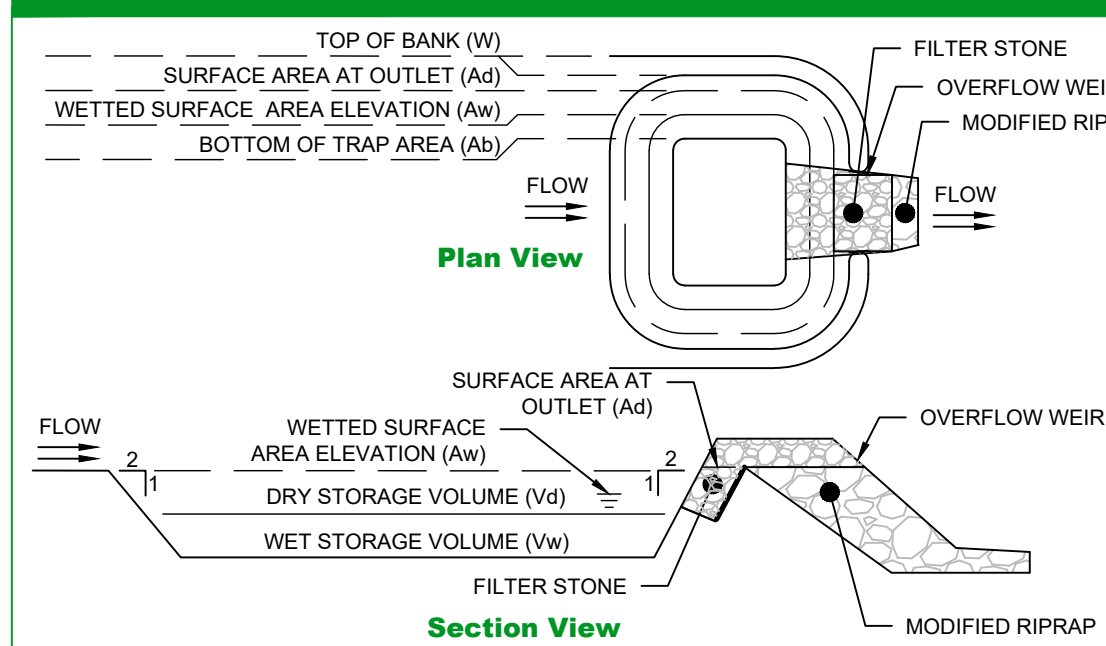 TOP OF BANK (W)
SURFACE AREA AT OUTLET (Ad)
WETTED SURFACE AREA ELEVATION (Aw)
BOTTOM OF TRAP AREA (Ab)
FILTER STONE
OVERFLOW WEI
MODIFIED RIP
FLOW
FLOW
Plan View
SURFACE AREA AT
OUTLET (Ad)
FLOW
WETTED SURFACE
AREA ELEVATION (Aw)
OVERFLOW WEIR
2
1
2
1
DRY STORAGE VOLUME (Vd)
WET STORAGE VOLUME (Vw)
FILTER STONE
Section View
MODIFIED RIPRAP